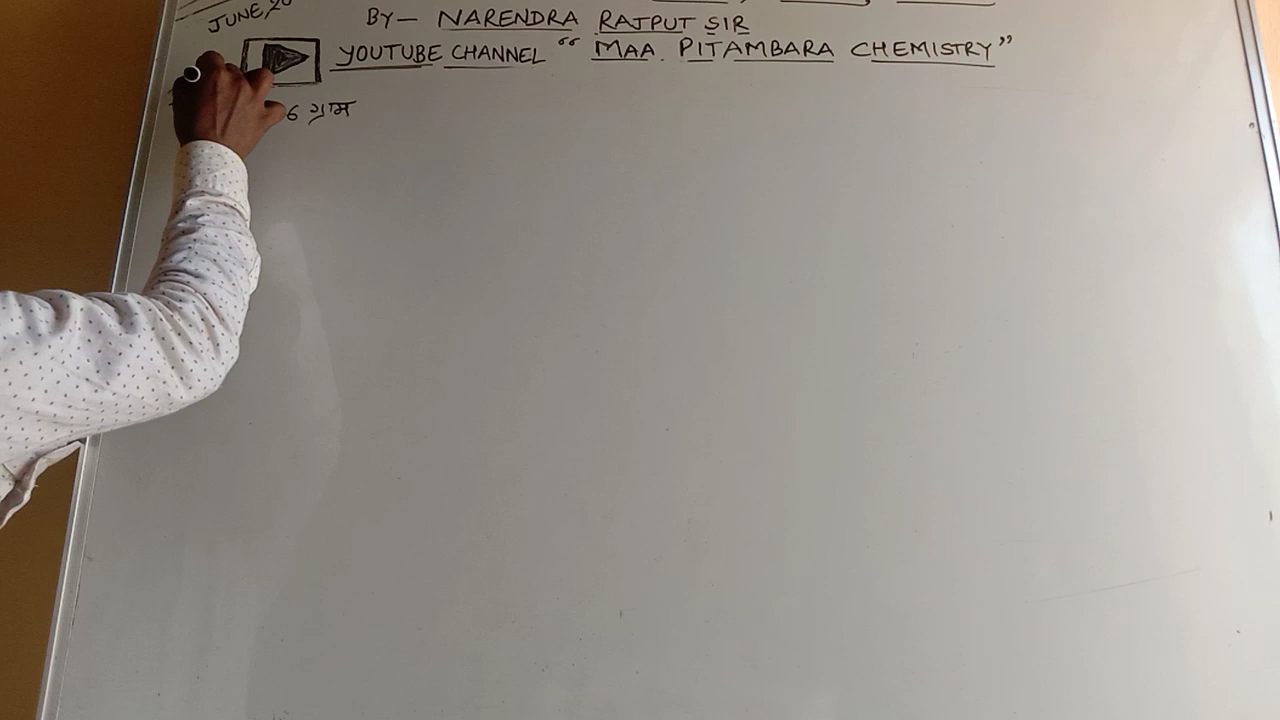 JUNE, 20
BY— NARENDRA RAJPUT SIR
YOUTUBE CHANNEL “ MAA. PITAMBARA CHEMISTRY”
6 ग्राम